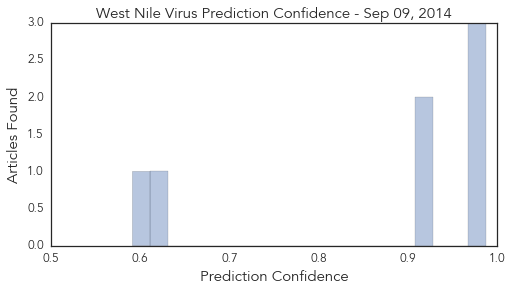 West Nile Virus Prediction Confidence - Sep 09, 2014
3.0
2.5
2.0
1.5
1.0
0.5
0.0
Articles Found
0.5 0.6 0.7 0.8 0.9 1.0
Prediction Confidence